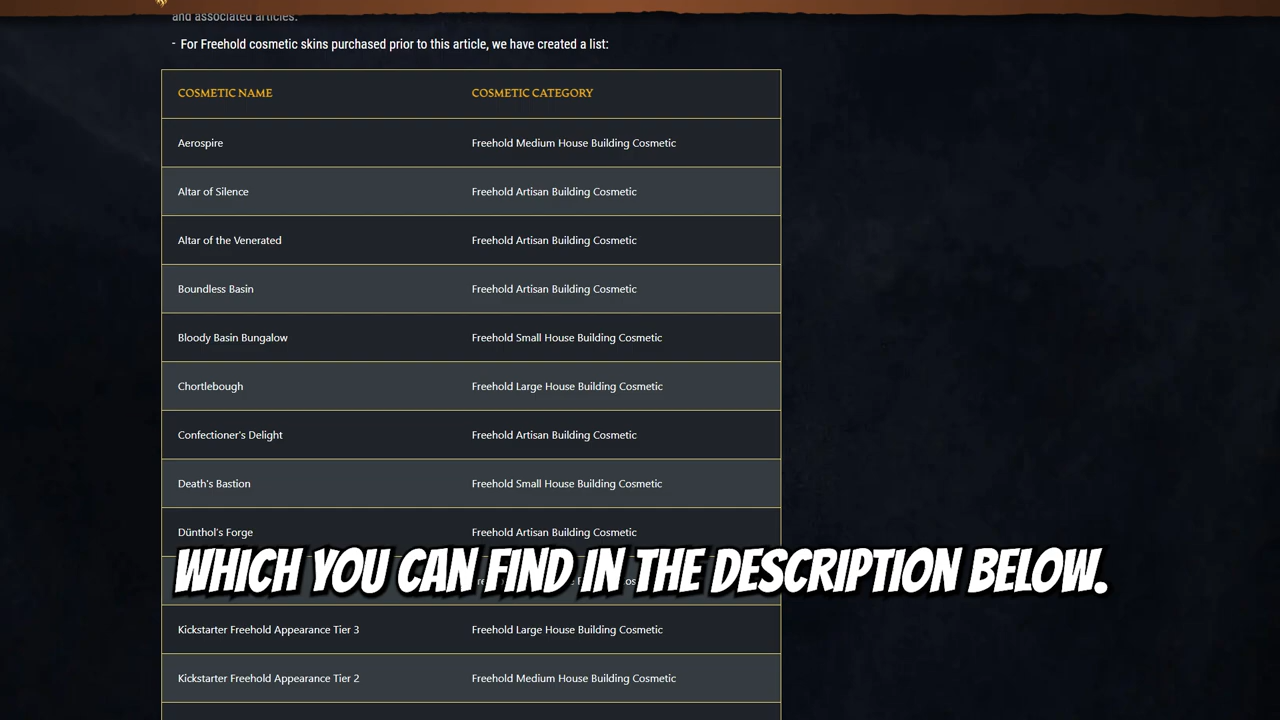 and associated articles.
- For Freehold cosmetic skins purchased prior to this article, we have created a list:
COSMETIC NAME COSMETIC CATEGORY
Aerospire Freehold Medium House Building Cosmetic
Altar of Silence Freehold Artisan Building Cosmetic
Altar of the Venerated Freehold Artisan Building Cosmetic
Boundless Basin Freehold Artisan Building Cosmetic
Bloody Basin Bungalow Freehold Small House Building Cosmetic
Chortlebough Freehold Large House Building Cosmetic
Confectioner's Delight Freehold Artisan Building Cosmetic
Death's Bastion Freehold Small House Building Cosmetic
Dünthol's Forge Freehold Artisan Building Cosmetic
WHICH YOU CAN FIND IN THE DESCRIPTION BELOW.
Kickstarter Freehold Appearance Tier 3 Freehold Large House Building Cosmetic
Kickstarter Freehold Appearance Tier 2 Freehold Medium House Building Cosmetic